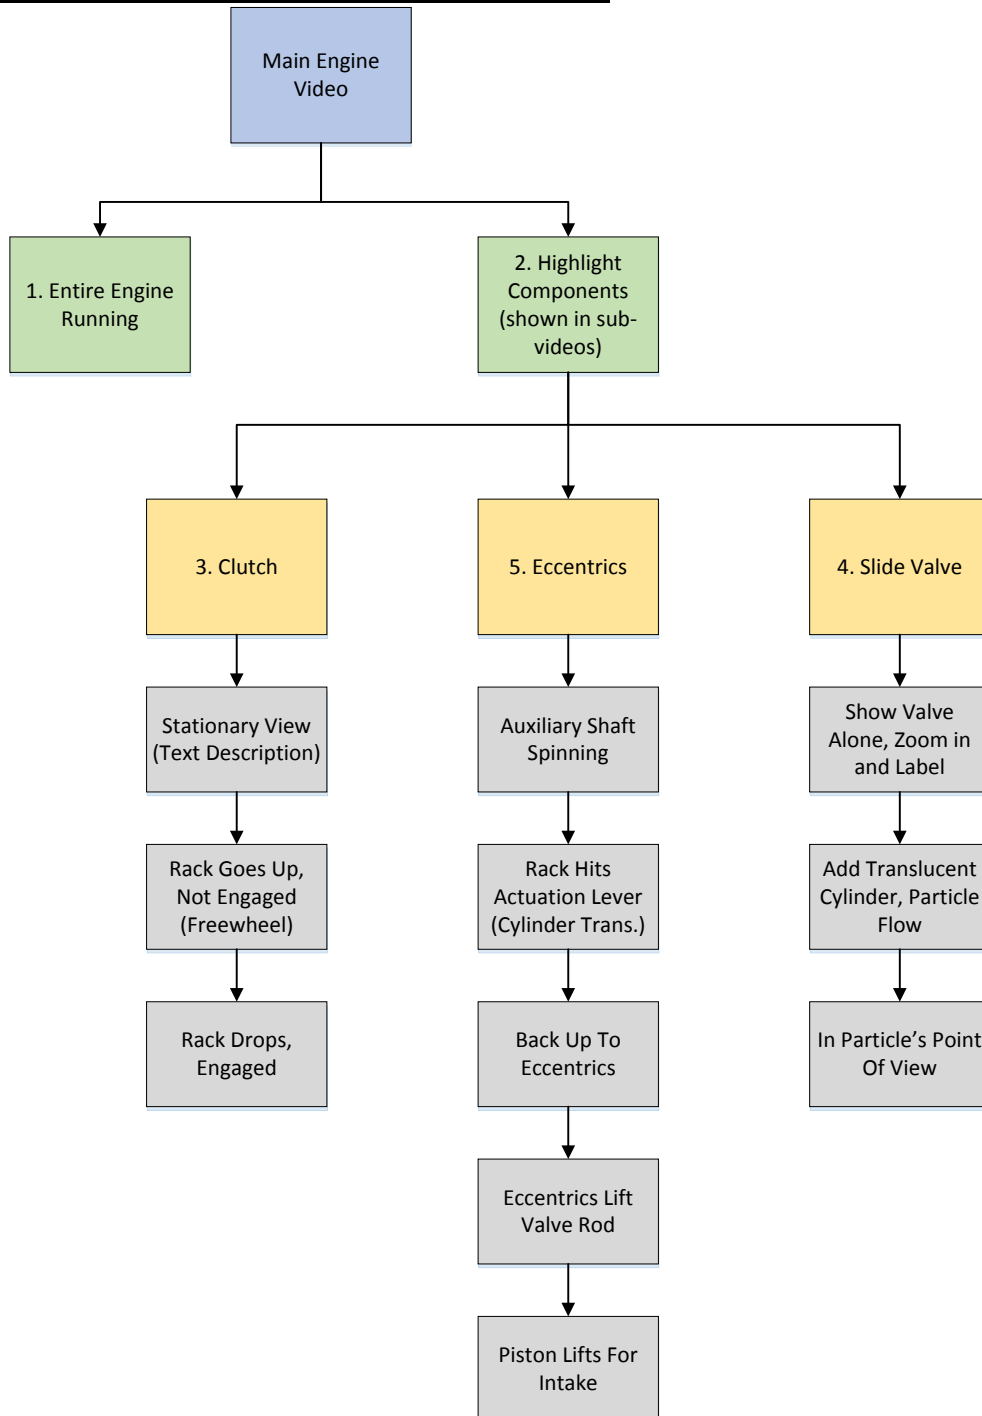 Main Engine
Video
1. Entire Engine
Running
2. Highlight
Components
(shown in sub-
videos)
3. Clutch
5. Eccentrics
4. Slide Valve
Stationary View
(Text Description)
Auxiliary Shaft
Spinning
Show Valve
Alone, Zoom in
and Label
Rack Goes Up,
Not Engaged
(Freewheel)
Rack Hits
Actuation Lever
(Cylinder Trans.)
Add Translucent
Cylinder, Particle
Flow
Rack Drops,
Engaged
Back Up To
Eccentrics
In Particle’s Point
Of View
Eccentrics Lift
Valve Rod
Piston Lifts For
Intake